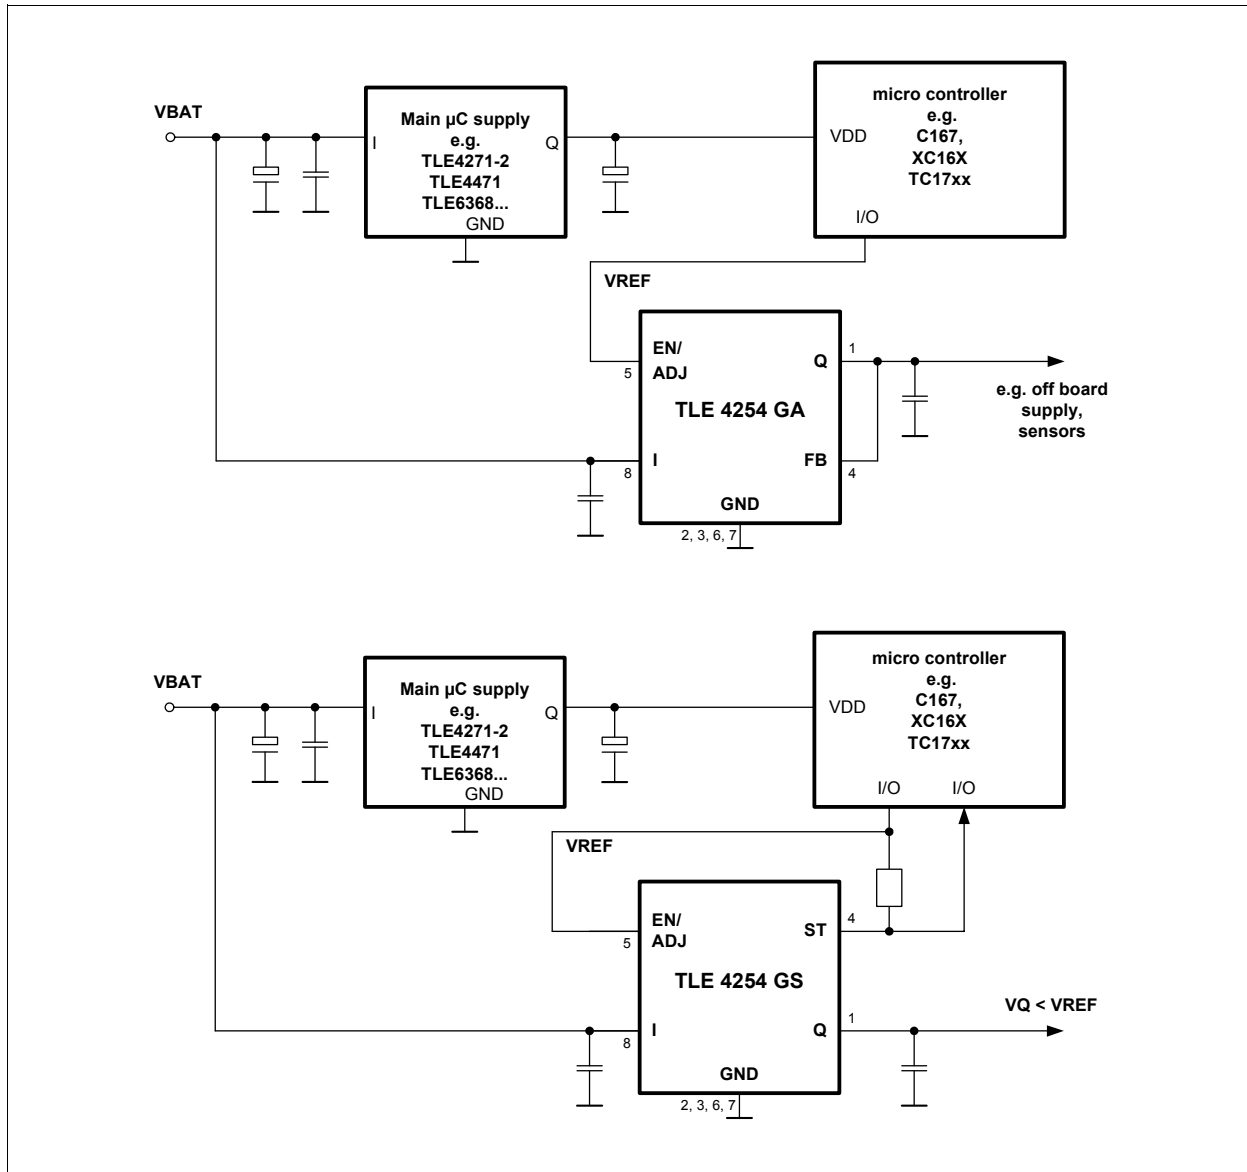 VBAT
I
Main µC supply
e.g.
TLE4271-2
TLE4471
TLE6368...
GND
Q
VDD
micro controller
e.g.
C167,
XC16X
TC17xx
I/O
VREF
EN/
ADJ
5
Q
1
TLE 4254 GA
e.g. off board
supply,
sensors
I
8
FB
4
GND
2, 3, 6, 7
VBAT
I
Main µC supply
e.g.
TLE4271-2
TLE4471
TLE6368...
GND
Q
VDD
micro controller
e.g.
C167,
XC16X
TC17xx
I/O
I/O
VREF
EN/
ADJ
5
ST
4
TLE 4254 GS
VQ < VREF
I
8
Q
1
GND
2, 3, 6, 7